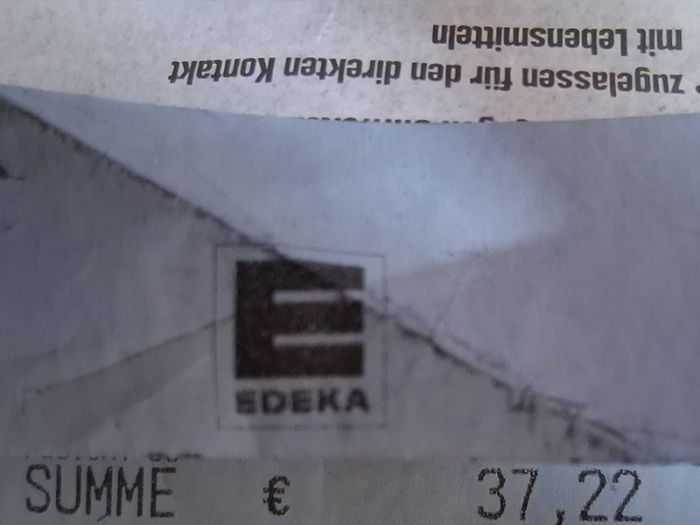 * zugelassen für den direkten Kontakt
mit Lebensmitteln
EDEKA
SUMME € 37,22